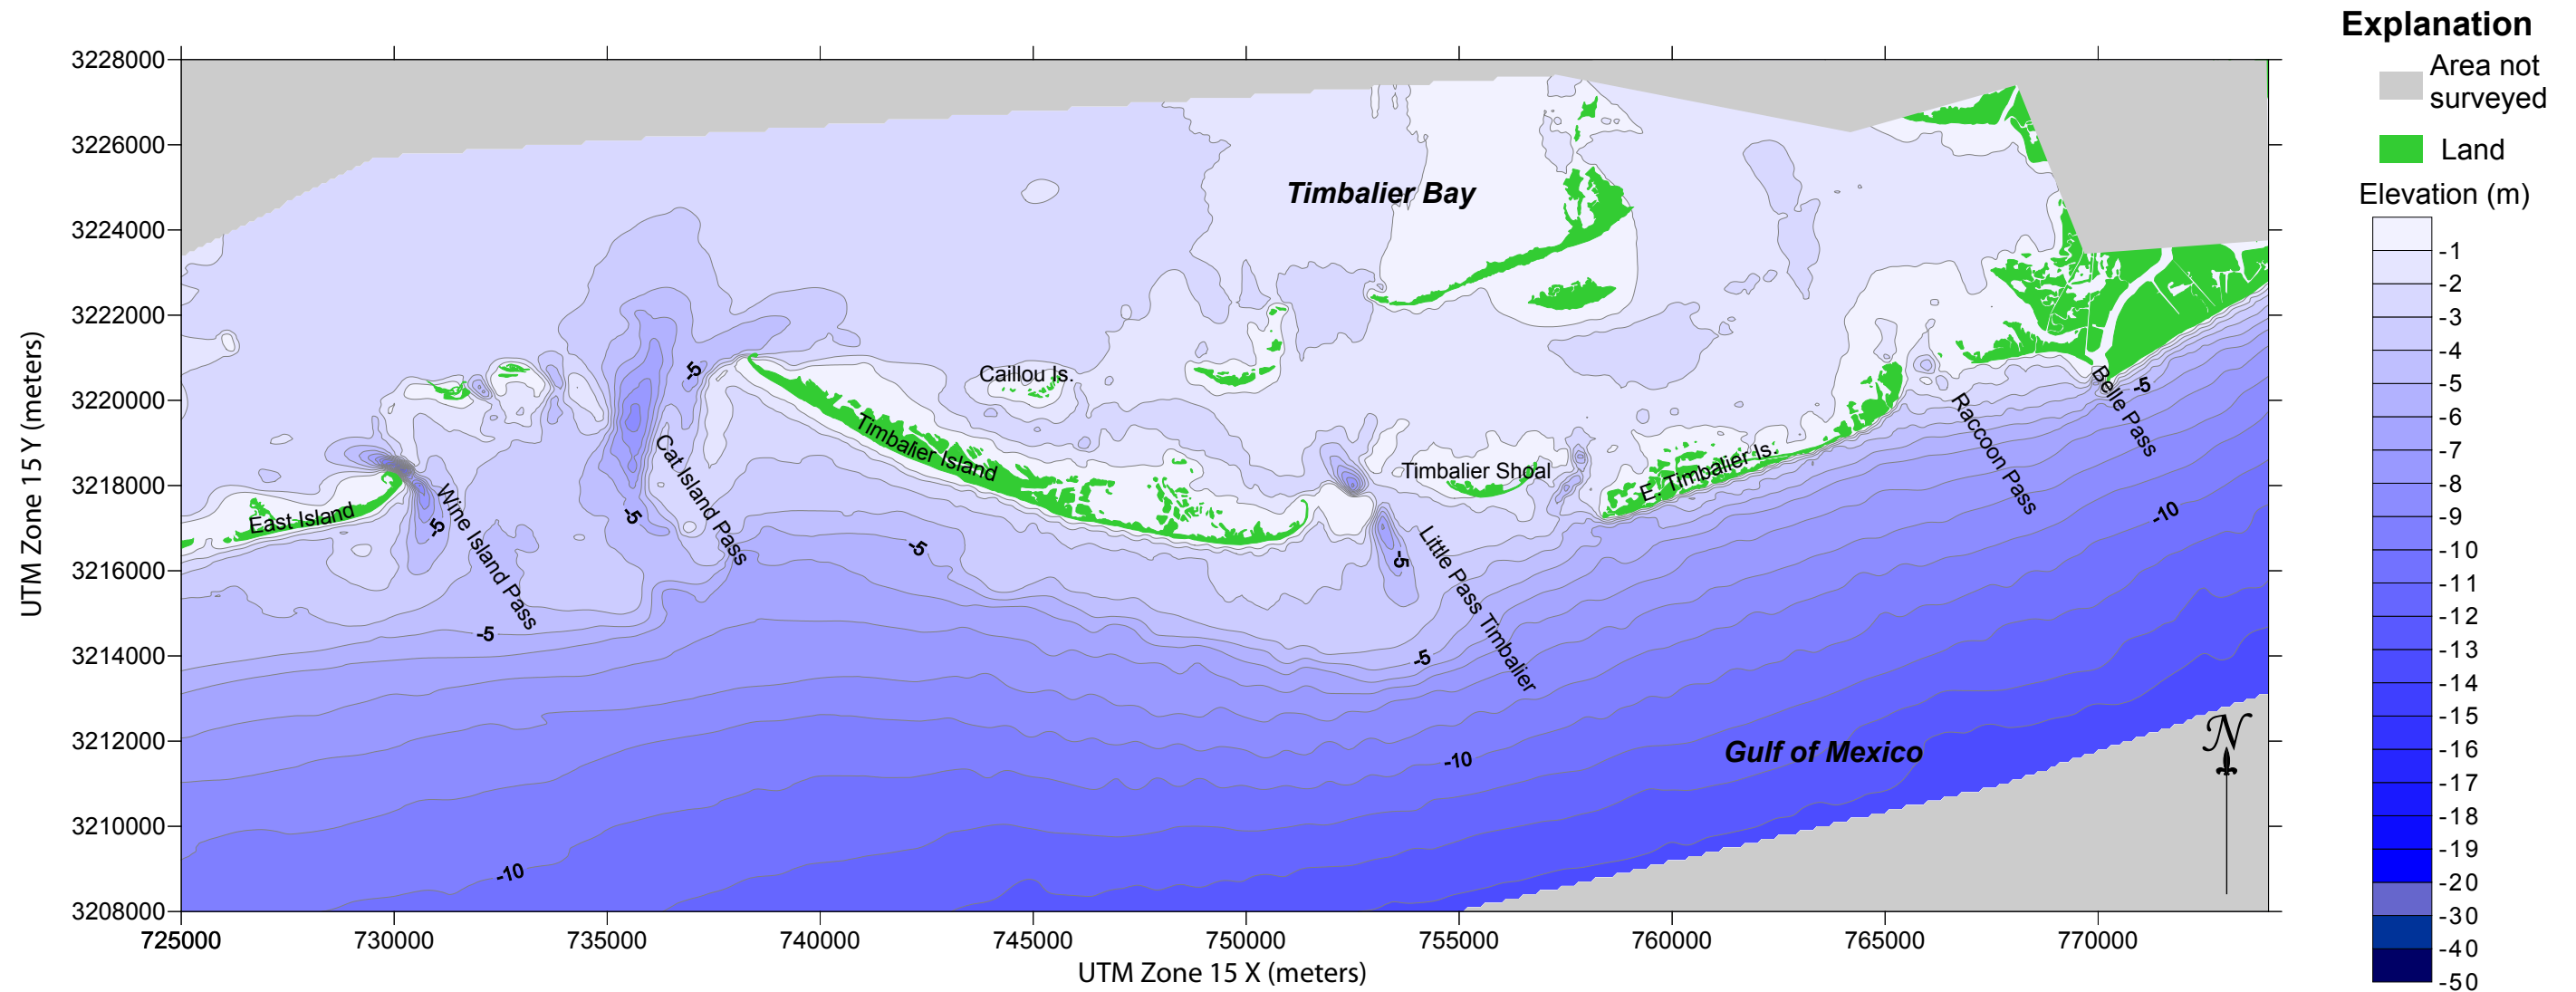 Explanation
Area not
surveyed
Land
Elevation (m)
-1
-2
-3
-4
-5
-6
-7
-8
-9
-10
-11
-12
-13
-14
-15
-16
-17
-18
-19
-20
-30
-40
-50
UTM Zone 15 Y (meters)
3228000
3226000
3224000
3222000
3220000
3218000
3216000
3214000
3212000
3210000
3208000
725000
730000
735000
740000
745000
750000
755000
760000
765000
770000
UTM Zone 15 X (meters)
Timbalier Bay
Caillou Is.
Timbalier Island
Timbalier Shoal
E. Timbalier Is.
East Island
Wine Island Pass
Cat Island Pass
Little Pass Timbalier
Raccoon Pass
Belle Pass
Gulf of Mexico
-5
-5
-5
-5
-5
-5
-5
-5
-10
-10
-10
N